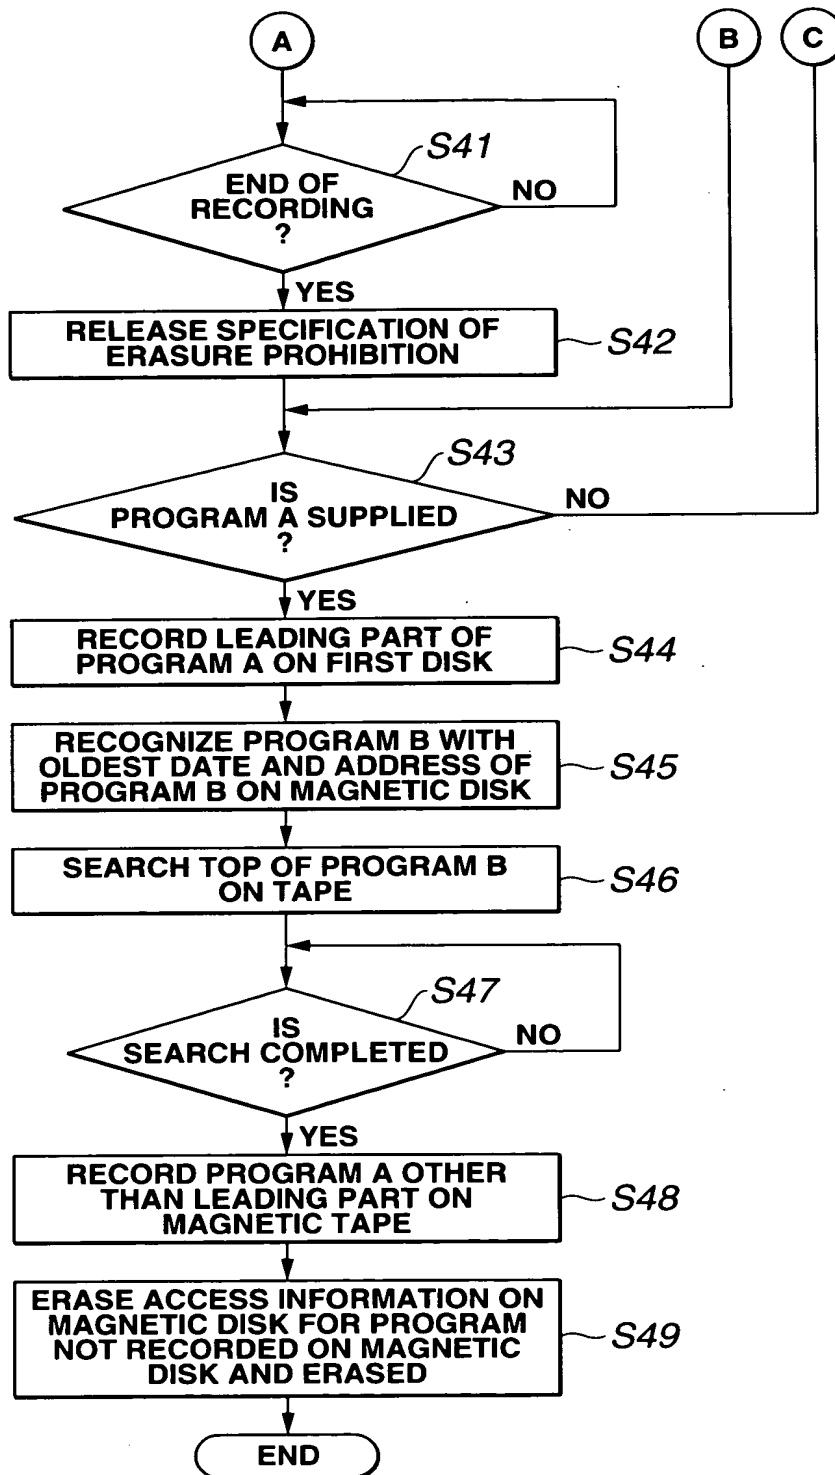 A
B
C
S41
END OF
RECORDING
?
NO
YES
RELEASE SPECIFICATION OF
ERASURE PROHIBITION
S42
S43
IS
PROGRAM A SUPPLIED
?
NO
YES
RECORD LEADING PART OF
PROGRAM A ON FIRST DISK
S44
RECOGNIZE PROGRAM B WITH
OLDEST DATE AND ADDRESS OF
PROGRAM B ON MAGNETIC DISK
S45
SEARCH TOP OF PROGRAM B
ON TAPE
S46
S47
IS
SEARCH COMPLETED
?
NO
YES
RECORD PROGRAM A OTHER
THAN LEADING PART ON
MAGNETIC TAPE
S48
ERASE ACCESS INFORMATION ON
MAGNETIC DISK FOR PROGRAM
NOT RECORDED ON MAGNETIC
DISK AND ERASED
S49
END